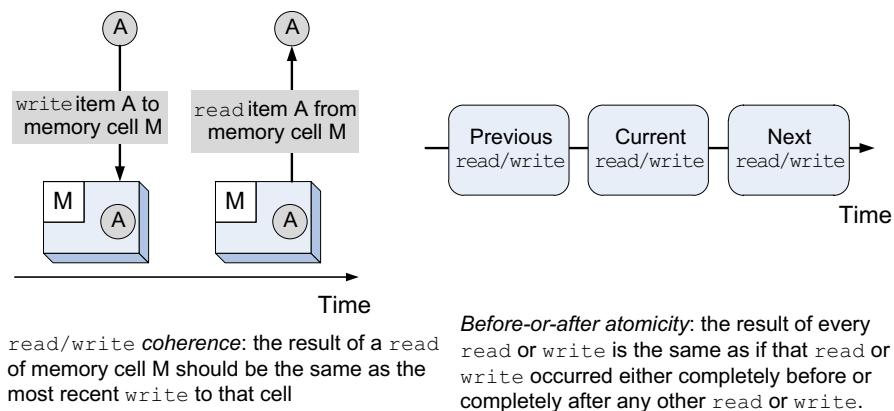 A
A
write item A to
memory cell M
read item A from
memory cell M
M
A
M
A
Time
Previous
read/write
Current
read/write
Next
read/write
Time
read/write coherence: the result of a read
of memory cell M should be the same as the
most recent write to that cell
Before-or-after atomicity: the result of every
read or write is the same as if that read or
write occurred either completely before or
completely after any other read or write.